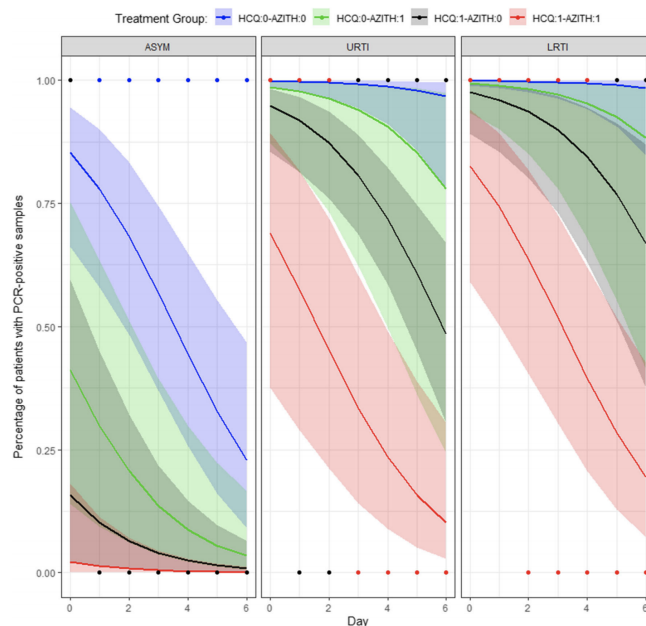 Treatment Group: HCQ:0-AZITH:0 HCQ:0-AZITH:1 HCQ:1-AZITH:0 HCQ:1-AZITH:1
ASYM URTI LRTI
Percentage of patients with PCR-positive samples
1.00
0.75
0.50
0.25
0.00
0 2 4 6 0 2 4 6 0 2 4 6
Day